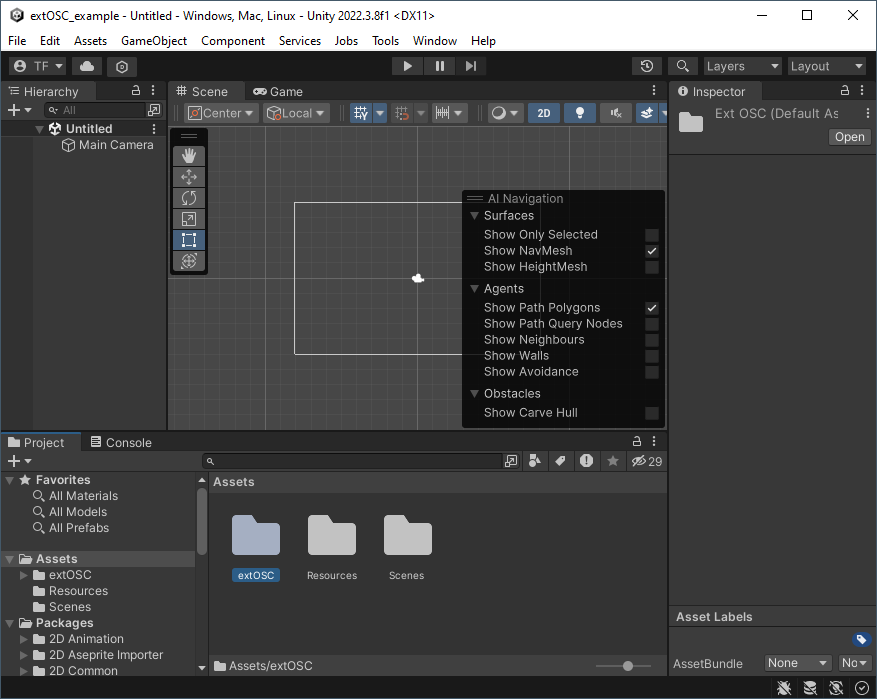 extOSC_example - Untitled - Windows, Mac, Linux - Unity 2022.3.8f1 <DX11>
File Edit Assets GameObject Component Services Jobs Tools Window Help
TF Layers Layout
Hierarchy
All
Untitled
Main Camera
Scene Game
Center Local 2D
AI Navigation
Surfaces
Show Only Selected
Show NavMesh
Show HeightMesh
Agents
Show Path Polygons
Show Path Query Nodes
Show Neighbours
Show Walls
Show Avoidance
Obstacles
Show Carve Hull
Inspector
Ext OSC (Default As
Open
Project Console
29
Favorites
All Materials
All Models
All Prefabs
Assets
extOSC
Resources
Scenes
Packages
2D Animation
2D Aseprite Importer
2D Common
Assets
extOSC Resources Scenes
Assets/extOSC
Asset Labels
AssetBundle None No